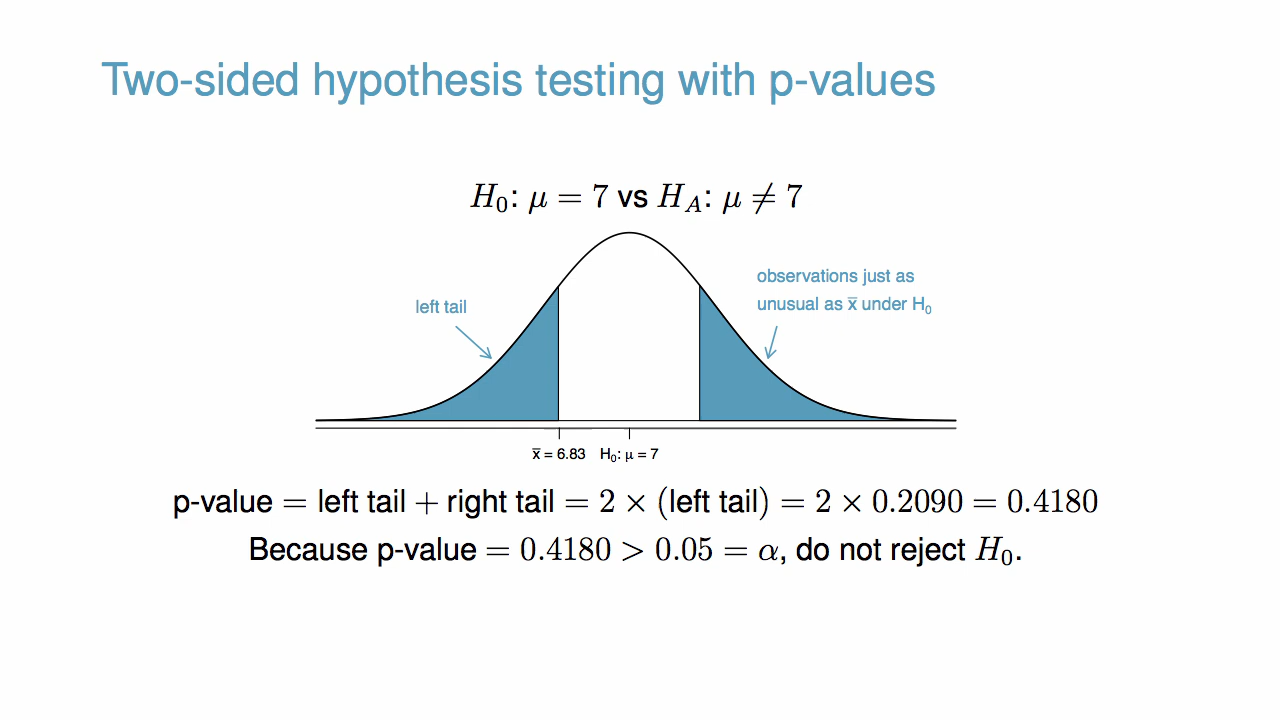 Two-sided hypothesis testing with p-values
H₀: μ = 7 vs H_A: μ ≠ 7
observations just as
unusual as x̄ under H₀
left tail
x̄ = 6.83 H₀: μ = 7
p-value = left tail + right tail = 2 × (left tail) = 2 × 0.2090 = 0.4180
Because p-value = 0.4180 > 0.05 = α, do not reject H₀.